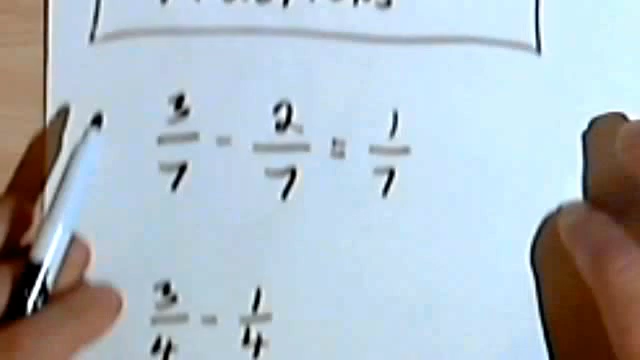 3/7 - 2/7 = 1/7
3/4 - 1/4